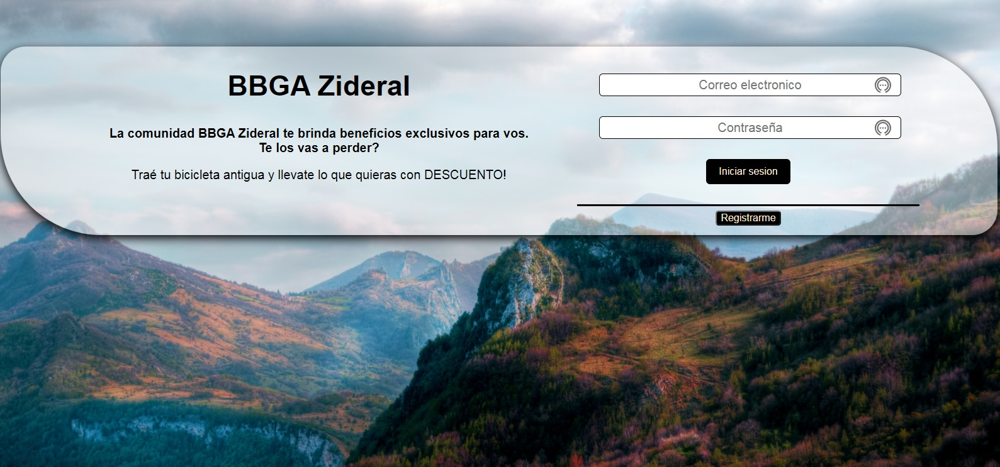 BBGA Zideral
La comunidad BBGA Zideral te brinda beneficios exclusivos para vos.
Te los vas a perder?
Traé tu bicicleta antigua y llevate lo que quieras con DESCUENTO!
Correo electronico
Contraseña
Iniciar sesion
Registrarme